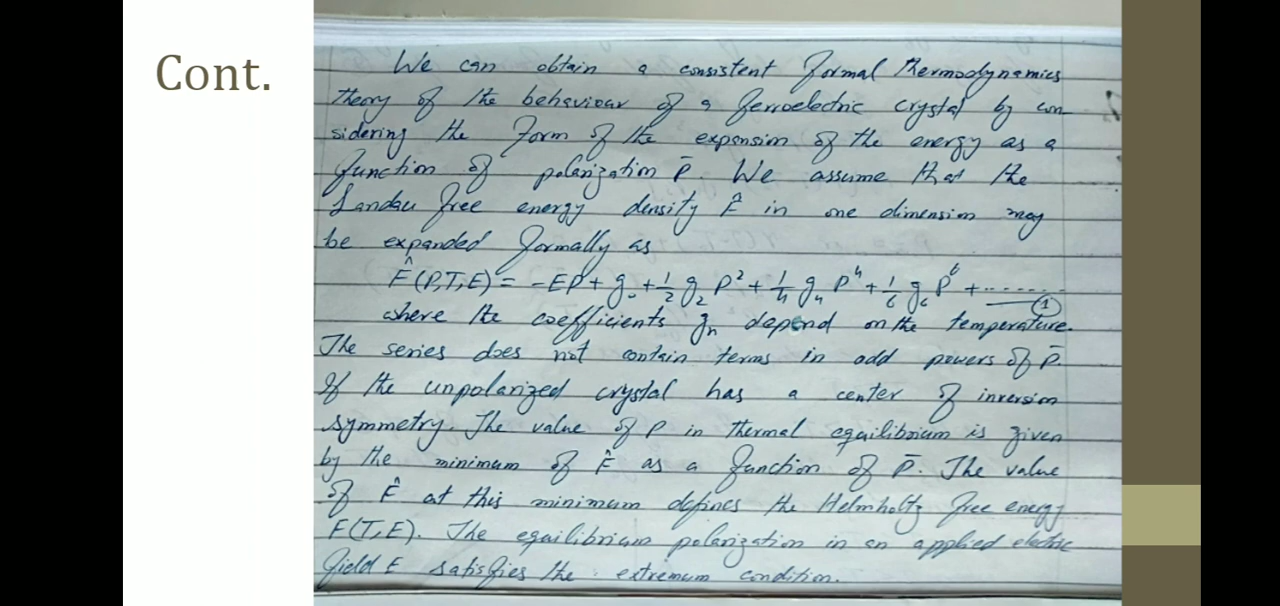 Cont.
We can obtain a consistent formal thermodynamics
theory of the behaviour of a ferroelectric crystal by con-
sidering the Form of the expansion of the energy as a
function of polarization P̄. We assume that the
Landau free energy density F̂ in one dimension may
be expanded formally as
F̂(P,T,E) = -EP + g₀ + ½ g₂ P² + ¼ g₄ P⁴ + 1/6 g₆ P⁶ + ........ ①
where the coefficients gₙ depend on the temperature.
The series does not contain terms in odd powers of P̄.
If the unpolarized crystal has a center of inversion
symmetry. The value of P in thermal equilibrium is given
by the minimum of F̂ as a function of P̄. The value
of F̂ at this minimum defines the Helmholtz free energy
F(T,E). The equilibrium polarization in an applied electric
field E satisfies the extremum condition.